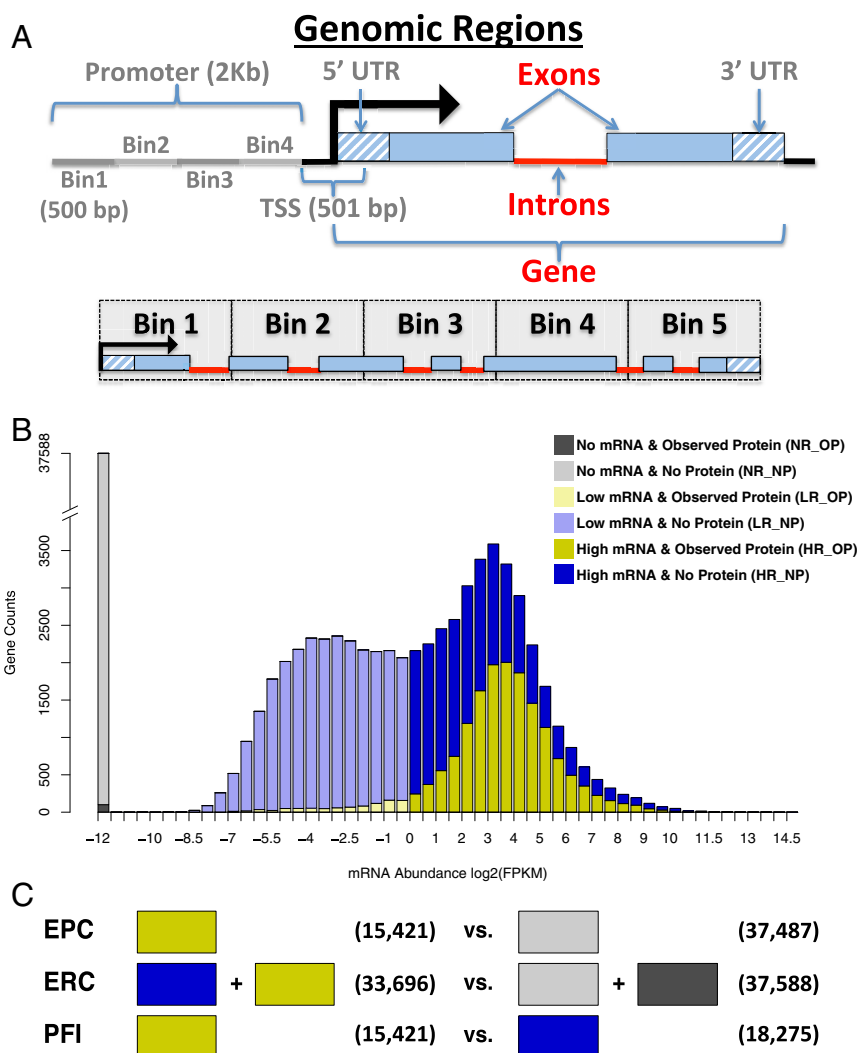 A
Genomic Regions
Promoter (2Kb)
5' UTR
Exons
3' UTR
Bin2
Bin4
Bin1
(500 bp)
Bin3
TSS (501 bp)
Introns
Gene
Bin 1
Bin 2
Bin 3
Bin 4
Bin 5
B
37588
3500
2500
1500
500
0
Gene Counts
No mRNA & Observed Protein (NR_OP)
No mRNA & No Protein (NR_NP)
Low mRNA & Observed Protein (LR_OP)
Low mRNA & No Protein (LR_NP)
High mRNA & Observed Protein (HR_OP)
High mRNA & No Protein (HR_NP)
−12 −10 −8.5 −7 −5.5 −4 −2.5 −1 0 1 2 3 4 5 6 7 8 9 10 11.5 13 14.5
mRNA Abundance log2(FPKM)
C
EPC (15,421) vs. (37,487)
ERC + (33,696) vs. + (37,588)
PFI (15,421) vs. (18,275)